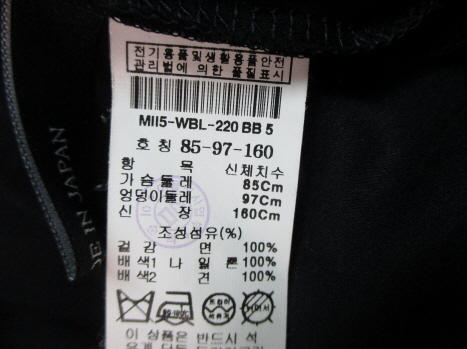 전기용품및생활용품안전
관리법에 의한 품질표시
MII5-WBL-220 BB 5
호 칭 85-97-160
항 목 신체치수
가슴둘레 85Cm
엉덩이둘레 97Cm
신 장 160Cm
조성섬유(%)
겉 감 면 100%
배색1 나 일 론 100%
배색2 면 100%
이 상품은 반드시 석
E IN JAPAN